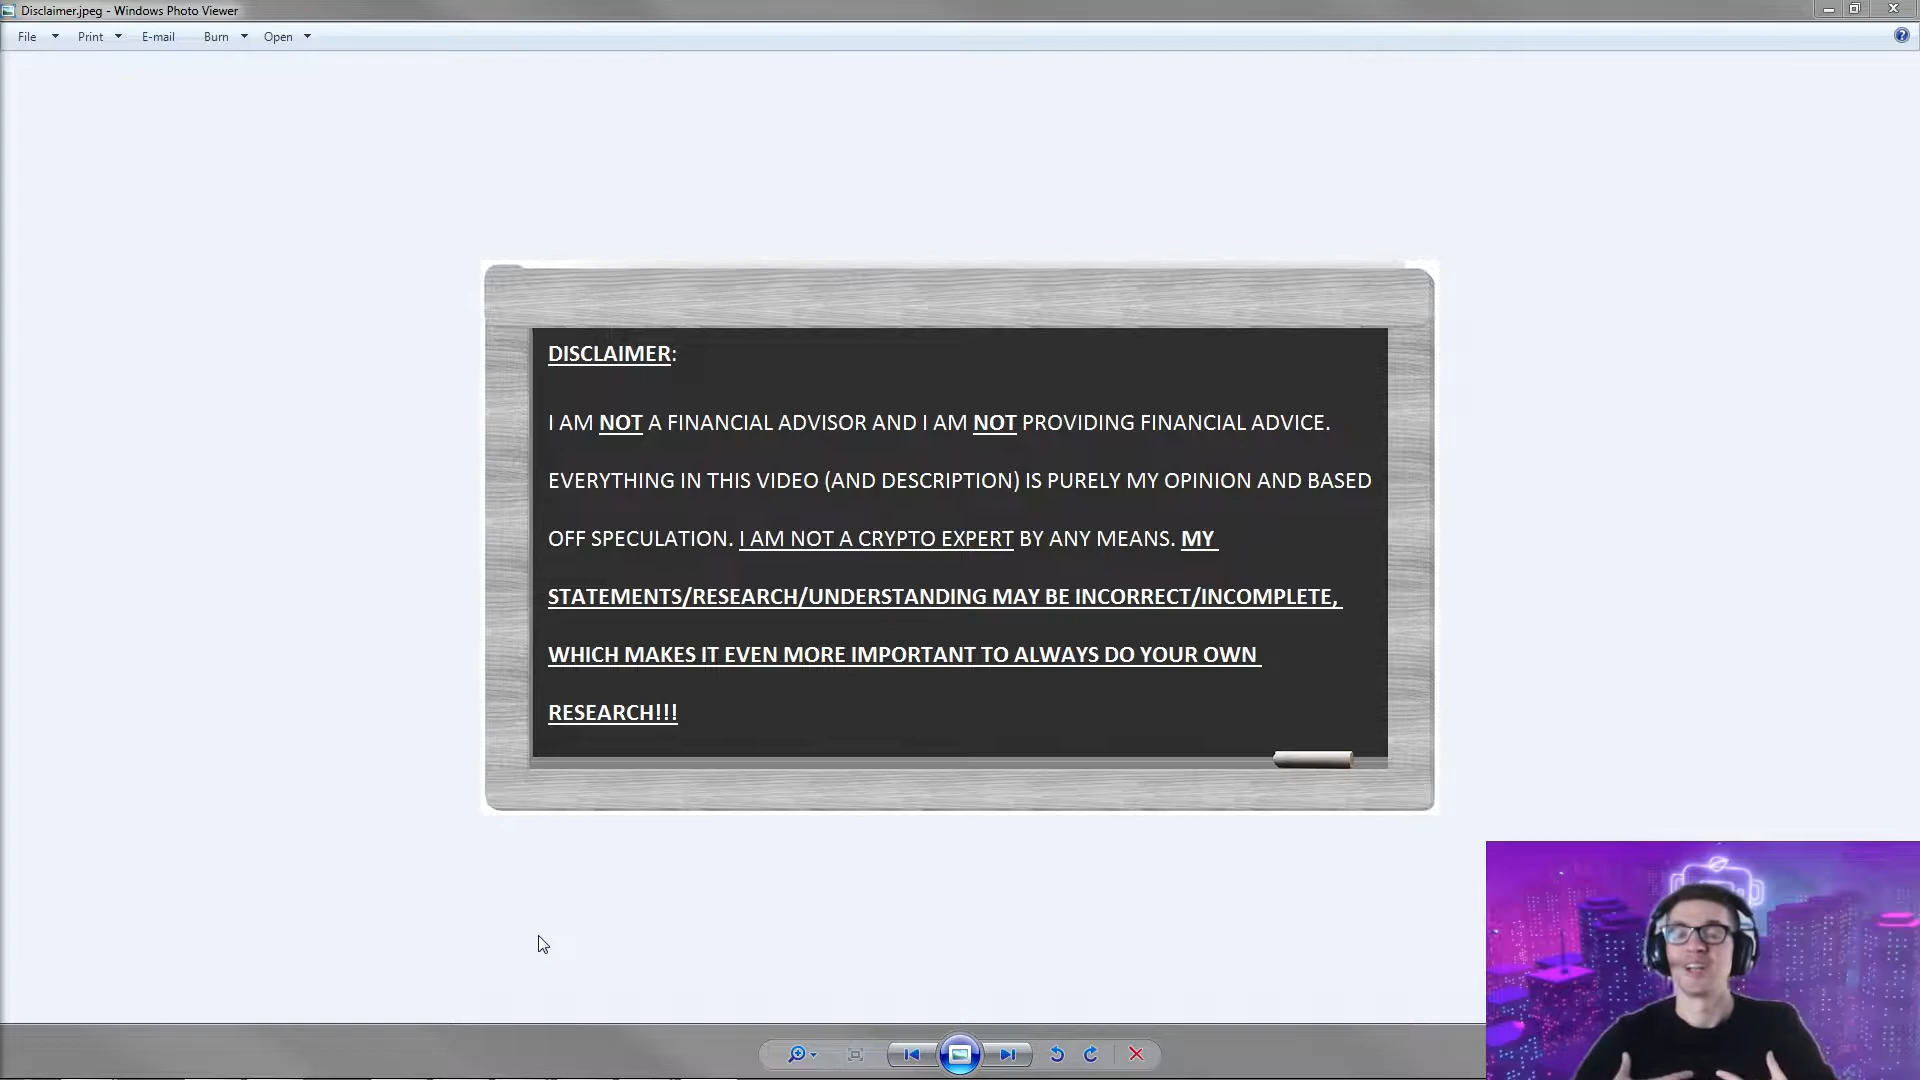 Disclaimer.jpeg - Windows Photo Viewer
File Print E-mail Burn Open
DISCLAIMER:
I AM NOT A FINANCIAL ADVISOR AND I AM NOT PROVIDING FINANCIAL ADVICE.
EVERYTHING IN THIS VIDEO (AND DESCRIPTION) IS PURELY MY OPINION AND BASED
OFF SPECULATION. I AM NOT A CRYPTO EXPERT BY ANY MEANS. MY
STATEMENTS/RESEARCH/UNDERSTANDING MAY BE INCORRECT/INCOMPLETE,
WHICH MAKES IT EVEN MORE IMPORTANT TO ALWAYS DO YOUR OWN
RESEARCH!!!